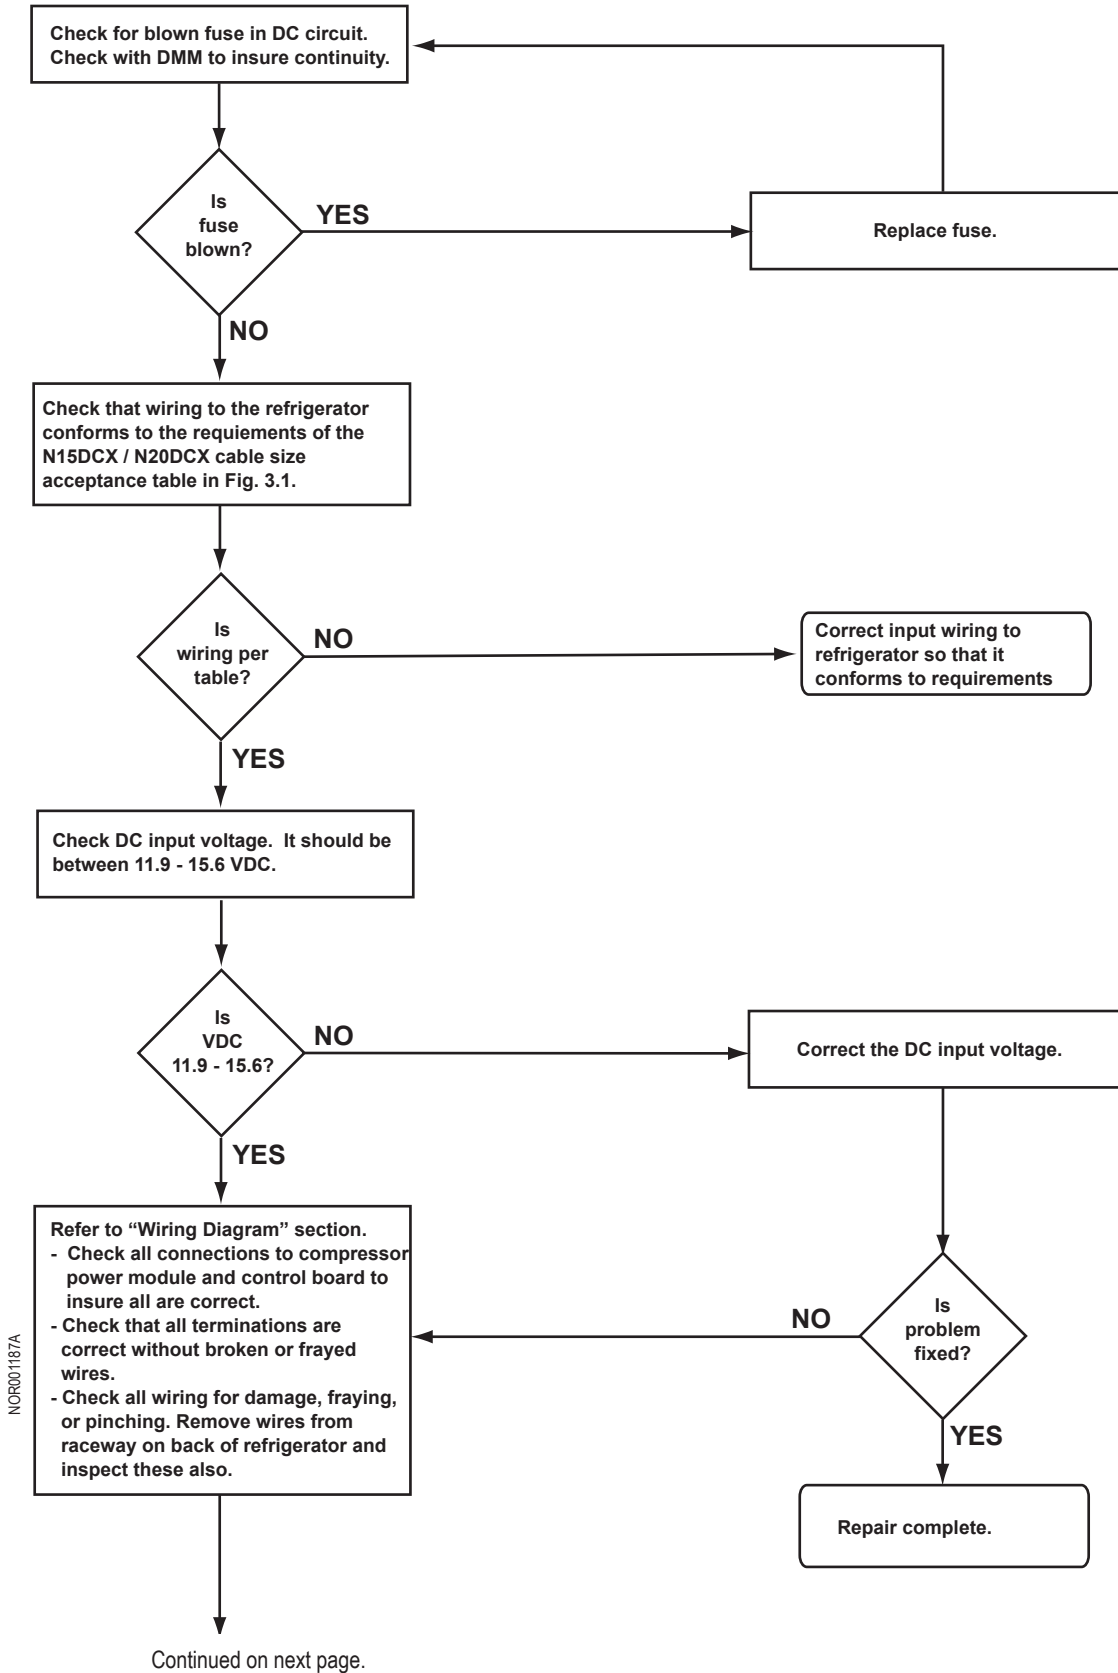 Check for blown fuse in DC circuit.
Check with DMM to insure continuity.
Is
fuse
blown?
YES
Replace fuse.
NO
Check that wiring to the refrigerator
conforms to the requiements of the
N15DCX / N20DCX cable size
acceptance table in Fig. 3.1.
Is
wiring per
table?
NO
Correct input wiring to
refrigerator so that it
conforms to requirements
YES
Check DC input voltage.  It should be
between 11.9 - 15.6 VDC.
Is
VDC
11.9 - 15.6?
NO
Correct the DC input voltage.
YES
Refer to “Wiring Diagram” section.
-  Check all connections to compressor
power module and control board to
insure all are correct.
- Check that all terminations are
correct without broken or frayed
wires.
- Check all wiring for damage, fraying,
or pinching. Remove wires from
raceway on back of refrigerator and
inspect these also.
NO
Is
problem
fixed?
YES
Repair complete.
NOR001187A
Continued on next page.